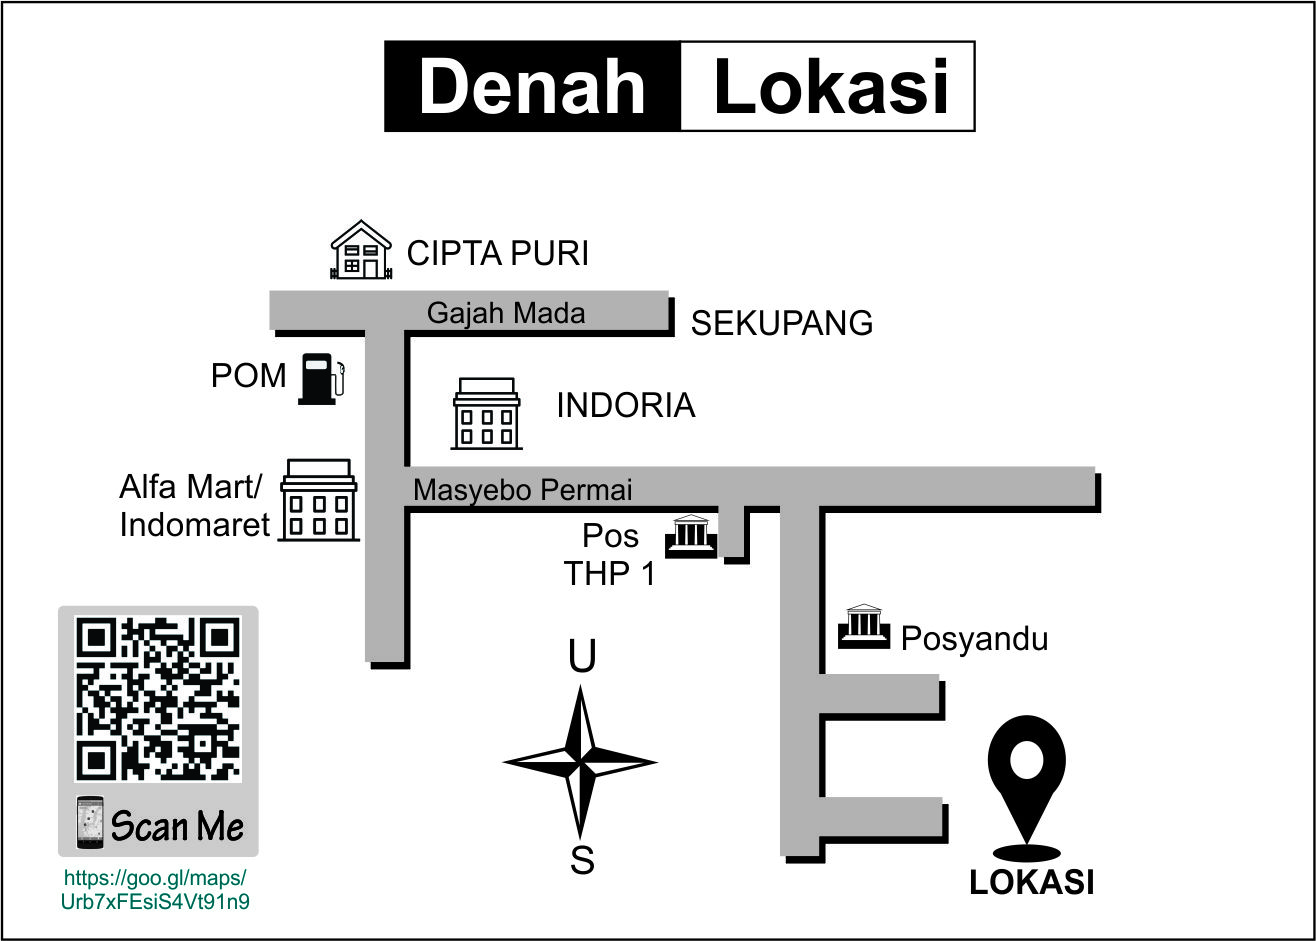 Denah Lokasi
CIPTA PURI
Gajah Mada
SEKUPANG
POM
INDORIA
Alfa Mart/
Indomaret
Masyebo Permai
Pos
THP 1
Posyandu
U
S
LOKASI
Scan Me
https://goo.gl/maps/
Urb7xFEsiS4Vt91n9